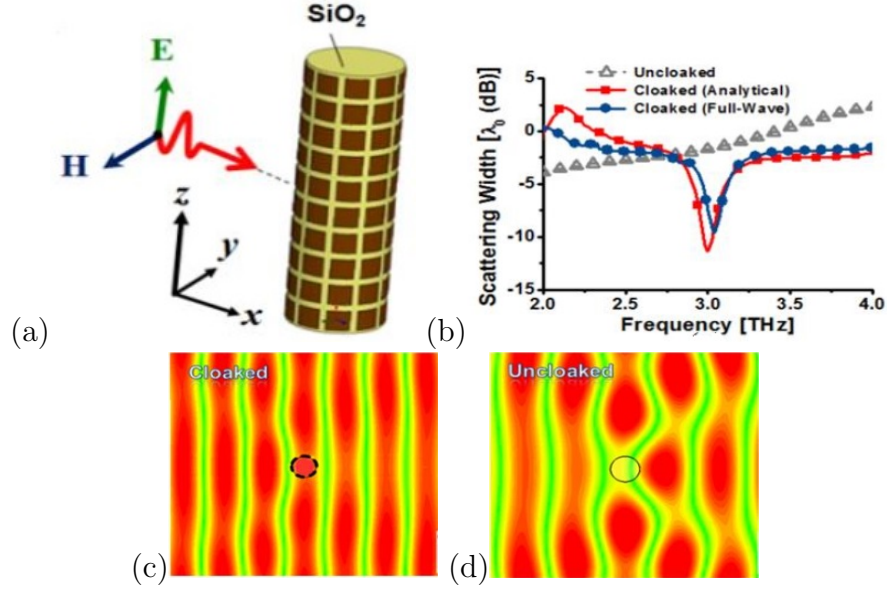 SiO₂
E
H
z
y
x
(a)
Uncloaked
Cloaked (Analytical)
Cloaked (Full-Wave)
Scattering Width [λ₀ (dB)]
5
0
-5
-10
-15
2.0 2.5 3.0 3.5 4.0
Frequency [THz]
(b)
Cloaked
(c)
Uncloaked
(d)